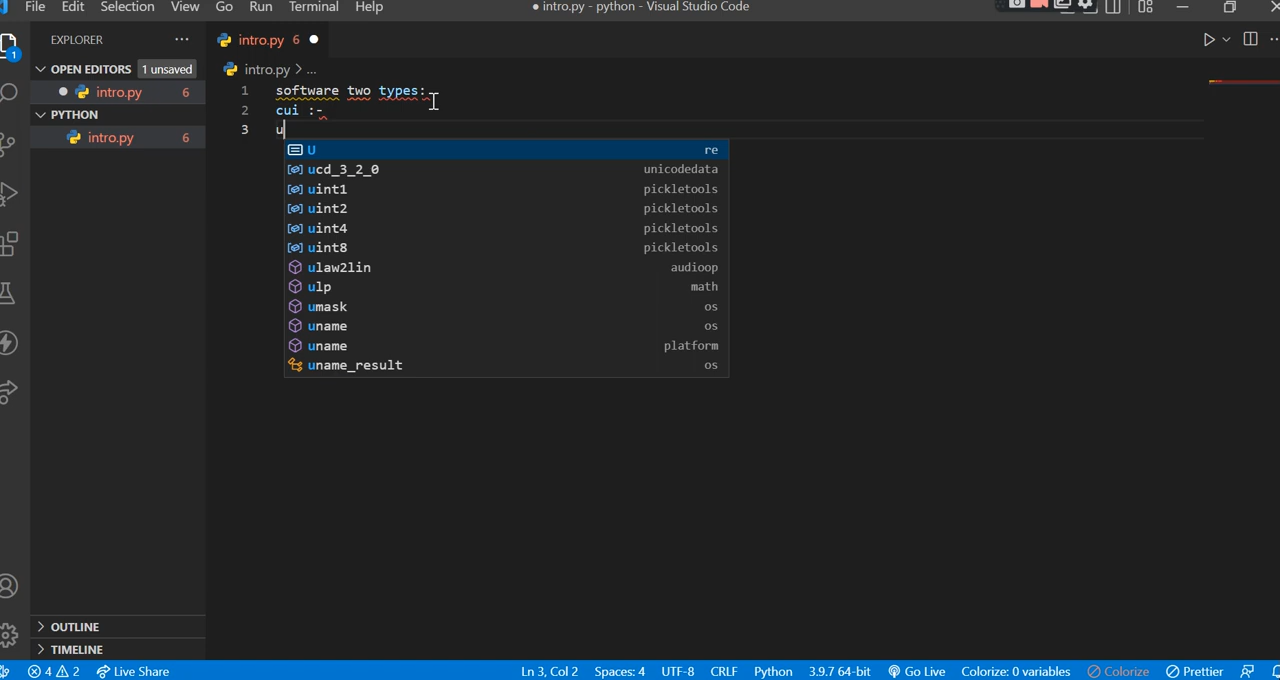 File Edit Selection View Go Run Terminal Help
● intro.py - python - Visual Studio Code
EXPLORER ···
intro.py 6 ●
OPEN EDITORS 1 unsaved
● intro.py 6
PYTHON
intro.py 6
intro.py > ...
1 software two types:
2 cui :-
3 u
U re
ucd_3_2_0 unicodedata
uint1 pickletools
uint2 pickletools
uint4 pickletools
uint8 pickletools
ulaw2lin audioop
ulp math
umask os
uname os
uname platform
uname_result os
1
OUTLINE
TIMELINE
4 2 Live Share
Ln 3, Col 2 Spaces: 4 UTF-8 CRLF Python 3.9.7 64-bit Go Live Colorize: 0 variables Colorize Prettier